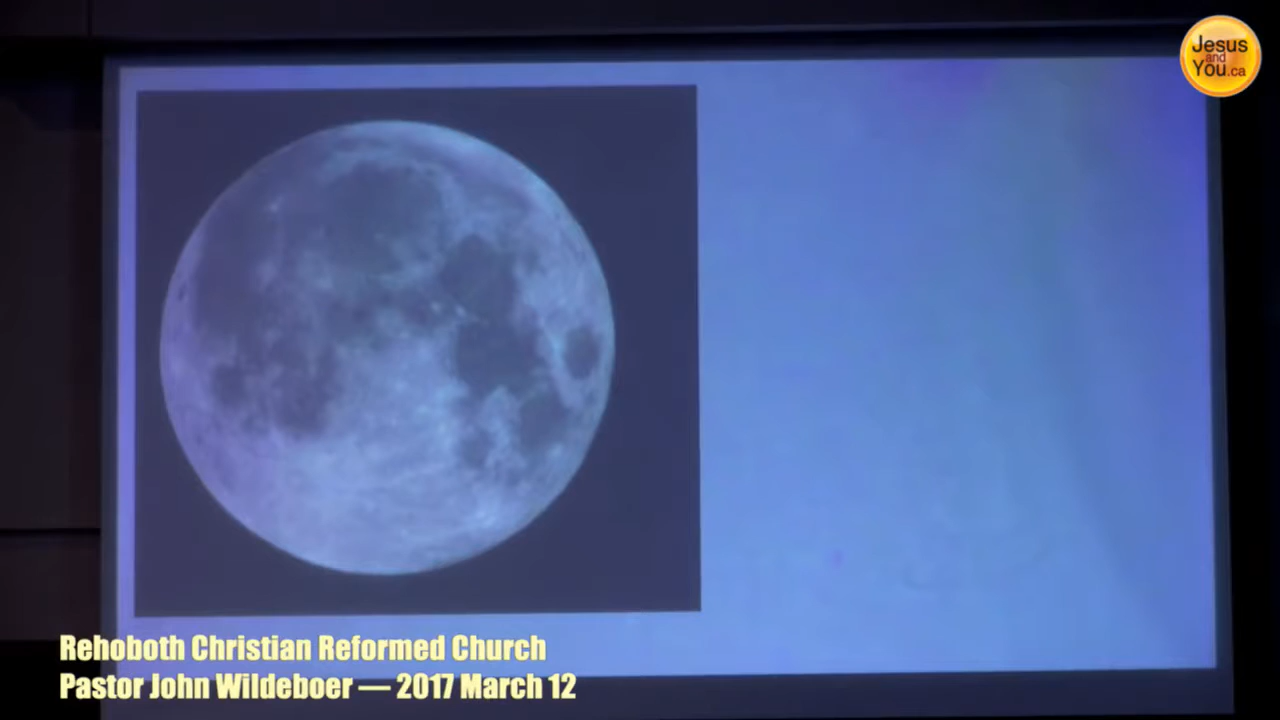 Jesus
and
You.ca
Rehoboth Christian Reformed Church
Pastor John Wildeboer — 2017 March 12